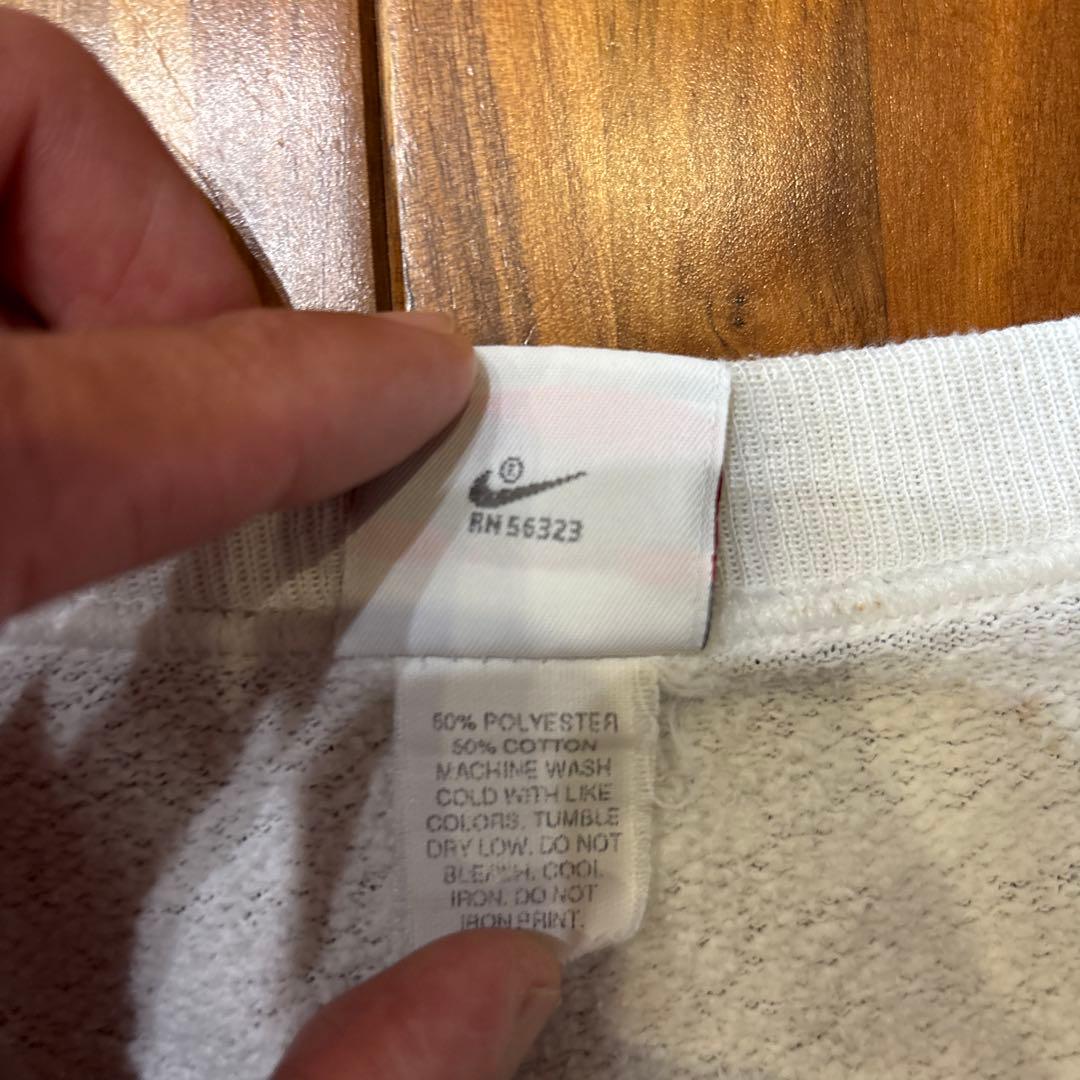 ®
RN 56323
50% POLYESTER
50% COTTON
MACHINE WASH
COLD WITH LIKE
COLORS. TUMBLE
DRY LOW. DO NOT
BLEACH. COOL
IRON. DO NOT
IRON PRINT.